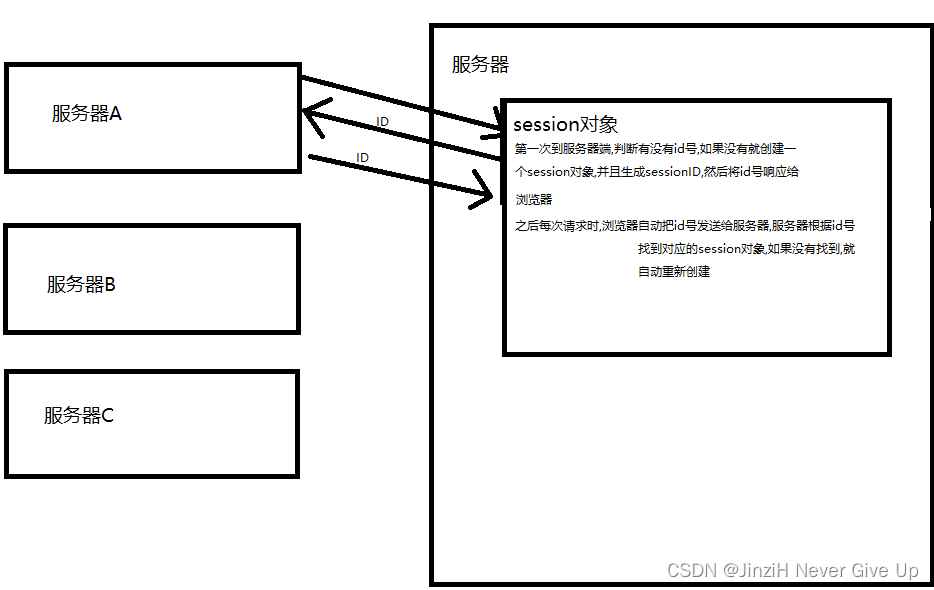 服务器
服务器A
ID
ID
session对象
第一次到服务器端,判断有没有id号,如果没有就创建一
个session对象,并且生成sessionID,然后将id号响应给
浏览器
之后每次请求时,浏览器自动把id号发送给服务器,服务器根据id号
找到对应的session对象,如果没有找到,就
自动重新创建
服务器B
服务器C
CSDN @JinziH Never Give Up